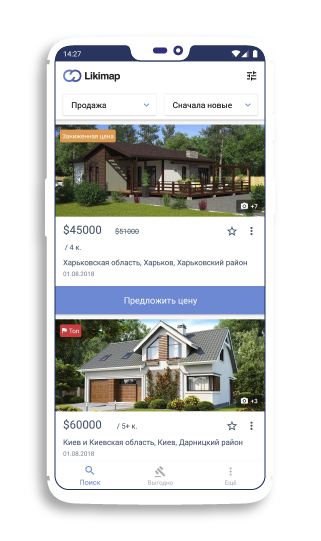 14:27
Likimap
Продажа
Сначала новые
Заниженная цена
+7
$45000 $51000
/ 4 к.
Харьковская область, Харьков, Харьковский район
01.08.2018
Предложить цену
Топ
+3
$60000 / 5+ к.
Киев и Киевская область, Киев, Дарницкий район
01.08.2018
Поиск
Выгодно
Ещё